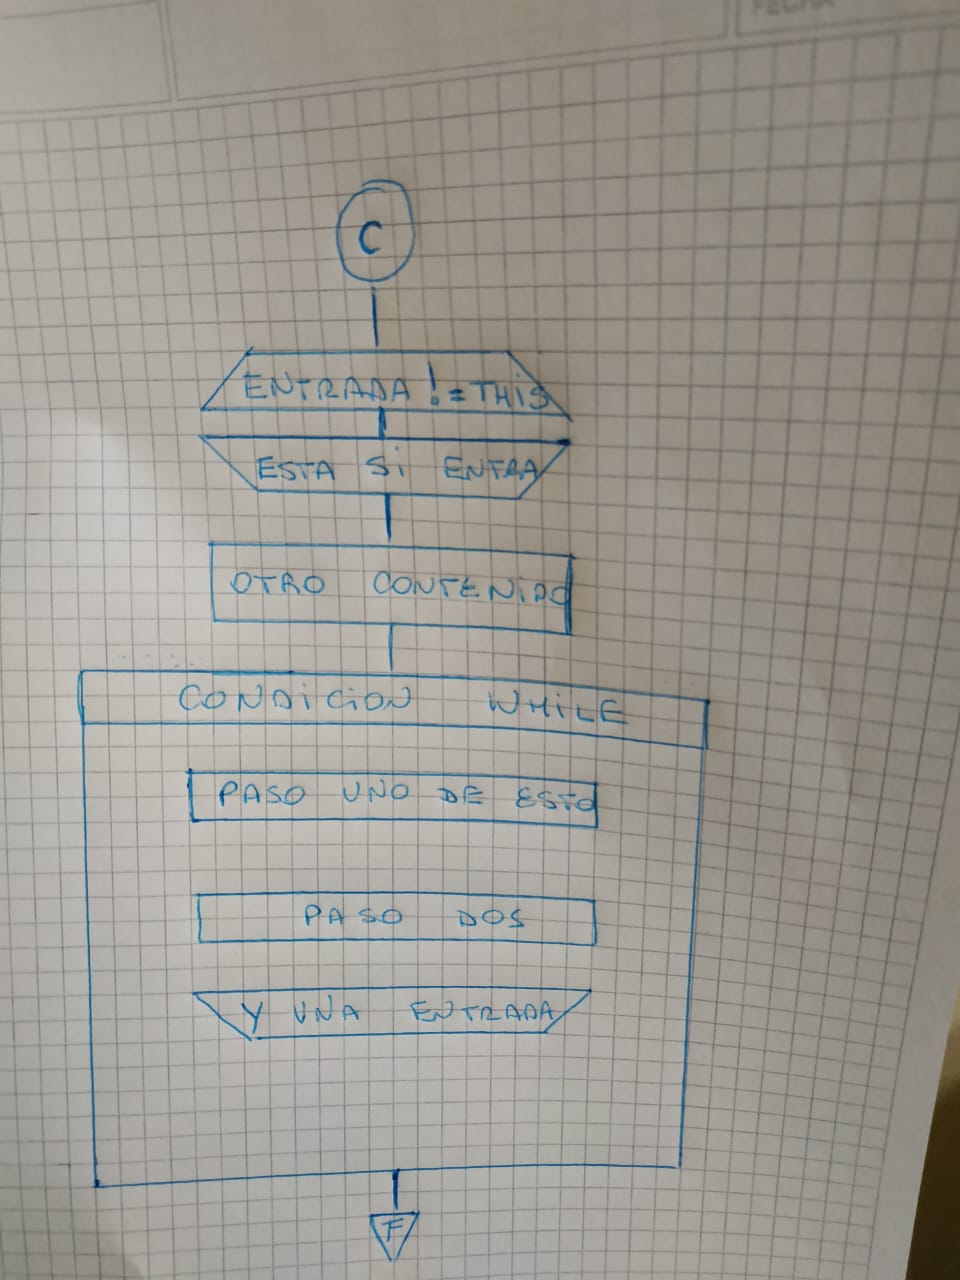 FECHA
C
ENTRADA != THiS
ESTA Si ENTRA
OTRO CONTENiDO
CONDiCiON WHiLE
PASO UNO DE ESTO
PASO DOS
Y UNA ENTRADA
F